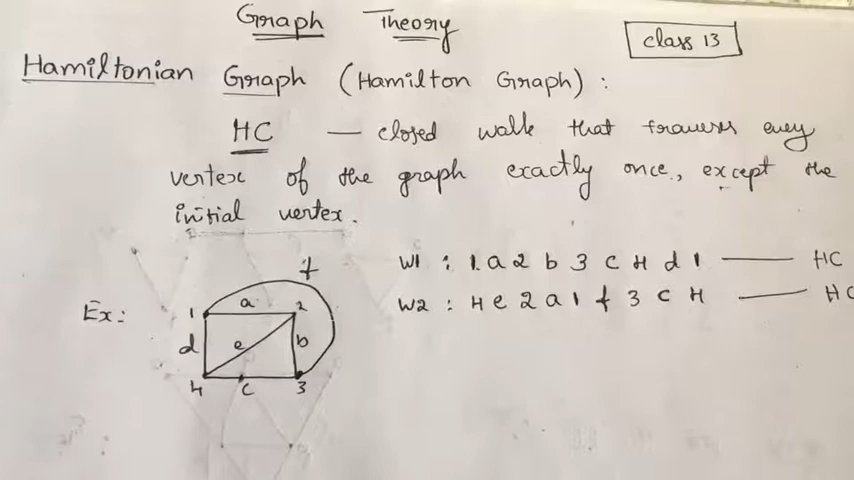 Graph Theory
class 13
Hamiltonian Graph (Hamilton Graph) :
HC — closed walk that travers every
vertex of the graph exactly once, except the
initial vertex.
Ex:
f
1 a 2
d e b
4 c 3
W1 : 1 a 2 b 3 c 4 d 1 — HC
W2 : 4 e 2 a 1 f 3 c 4 — HC